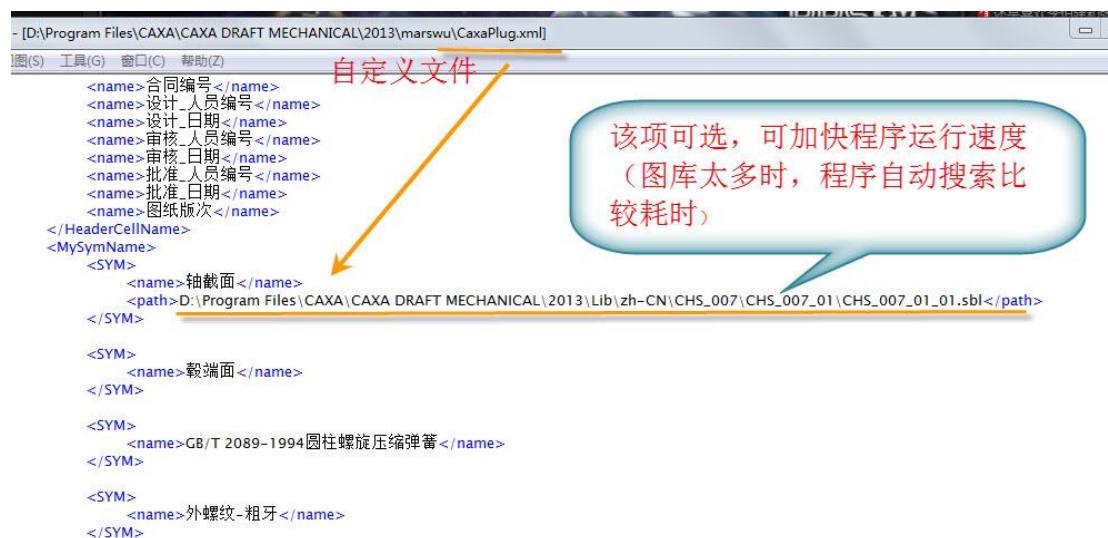 - [D:\Program Files\CAXA\CAXA DRAFT MECHANICAL\2013\marswu\CaxaPlug.xml]
图(S) 工具(G) 窗口(C) 帮助(Z)
自定义文件
<name>合同编号</name>
<name>设计_人员编号</name>
<name>设计_日期</name>
<name>审核_人员编号</name>
<name>审核_日期</name>
<name>批准_人员编号</name>
<name>批准_日期</name>
<name>图纸版次</name>
</HeaderCellName>
该项可选，可加快程序运行速度
（图库太多时，程序自动搜索比
较耗时）
<MySymName>
<SYM>
<name>轴截面</name>
<path>D:\Program Files\CAXA\CAXA DRAFT MECHANICAL\2013\Lib\zh-CN\CHS_007\CHS_007_01\CHS_007_01_01.sbl</path>
</SYM>
<SYM>
<name>毂端面</name>
</SYM>
<SYM>
<name>GB/T 2089-1994圆柱螺旋压缩弹簧</name>
</SYM>
<SYM>
<name>外螺纹-粗牙</name>
</SYM>